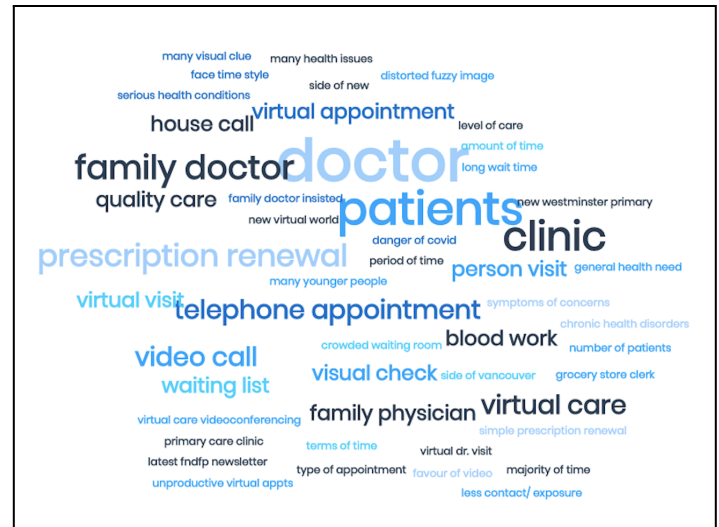 many visual clue
many health issues
face time style
distorted fuzzy image
side of new
serious health conditions
virtual appointment
house call
level of care
doctor
amount of time
family doctor
long wait time
quality care
family doctor insisted
patients
new westminster primary
new virtual world
clinic
danger of covid
prescription renewal
period of time
person visit
general health need
many younger people
virtual visit
telephone appointment
symptoms of concerns
chronic health disorders
blood work
crowded waiting room
number of patients
video call
visual check
side of vancouver
grocery store clerk
waiting list
virtual care
family physician
virtual care videoconferencing
simple prescription renewal
primary care clinic
terms of time
virtual dr. visit
latest fndfp newsletter
type of appointment
favour of video
majority of time
unproductive virtual appts
less contact/ exposure